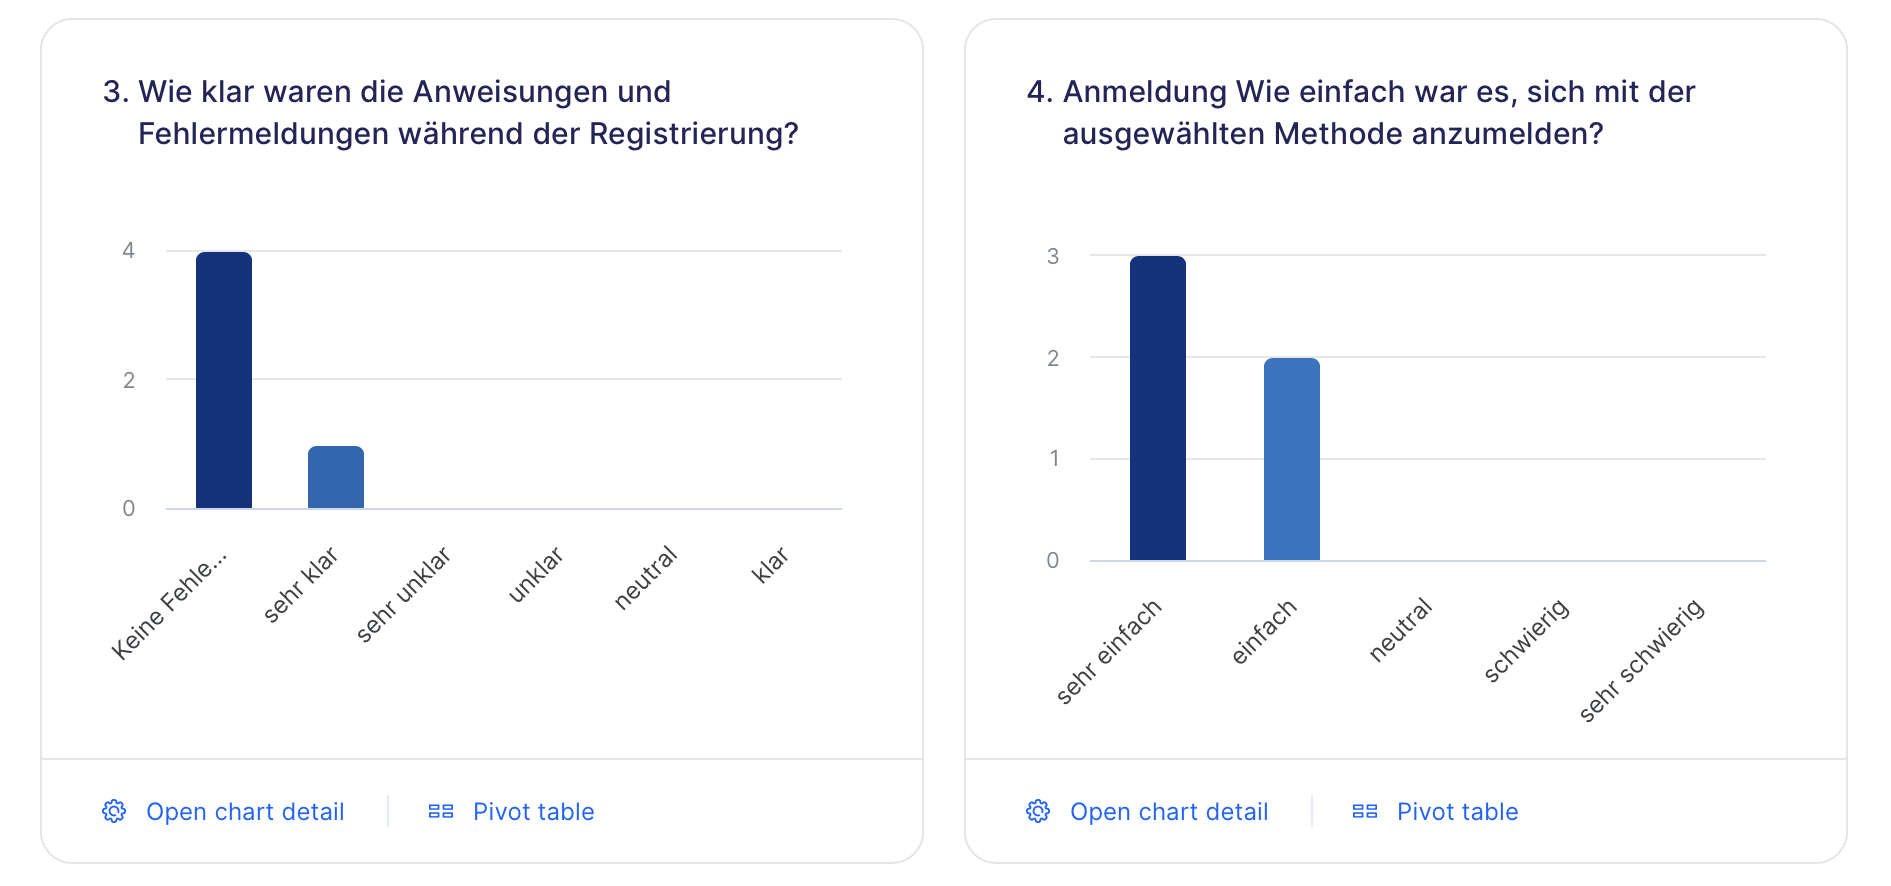 3. Wie klar waren die Anweisungen und
Fehlermeldungen während der Registrierung?
4
2
0
Keine Fehle...
sehr klar
sehr unklar
unklar
neutral
klar
Open chart detail
Pivot table
4. Anmeldung Wie einfach war es, sich mit der
ausgewählten Methode anzumelden?
3
2
1
0
sehr einfach
einfach
neutral
schwierig
sehr schwierig
Open chart detail
Pivot table